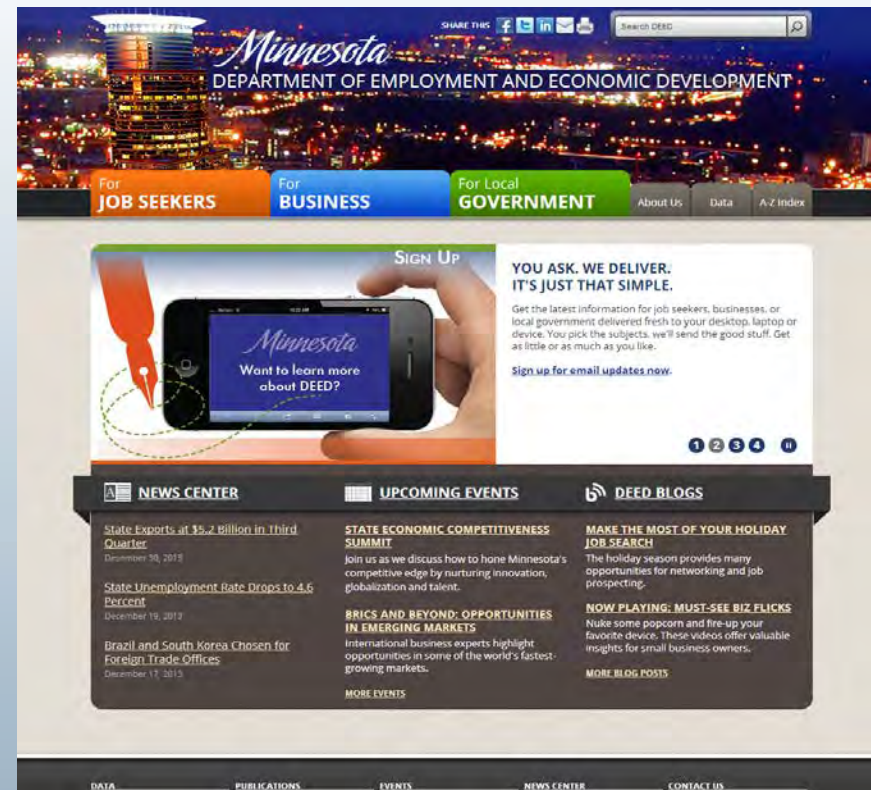 SHARE THIS
Search DEED
Minnesota
DEPARTMENT OF EMPLOYMENT AND ECONOMIC DEVELOPMENT
For
JOB SEEKERS
For
BUSINESS
For Local
GOVERNMENT
About Us
Data
A-Z Index
SIGN UP
Minnesota
Want to learn more
about DEED?
YOU ASK. WE DELIVER.
IT'S JUST THAT SIMPLE.
Get the latest information for job seekers, businesses, or
local government delivered fresh to your desktop, laptop or
device. You pick the subjects, we'll send the good stuff. Get
as little or as much as you like.
Sign up for email updates now.
1 2 3 4
NEWS CENTER
State Exports at $5.2 Billion in Third
Quarter
December 30, 2013
State Unemployment Rate Drops to 4.6
Percent
December 19, 2013
Brazil and South Korea Chosen for
Foreign Trade Offices
December 17, 2013
UPCOMING EVENTS
STATE ECONOMIC COMPETITIVENESS
SUMMIT
Join us as we discuss how to hone Minnesota's
competitive edge by nurturing innovation,
globalization and talent.
BRICS AND BEYOND: OPPORTUNITIES
IN EMERGING MARKETS
International business experts highlight
opportunities in some of the world's fastest-
growing markets.
MORE EVENTS
DEED BLOGS
MAKE THE MOST OF YOUR HOLIDAY
JOB SEARCH
The holiday season provides many
opportunities for networking and job
prospecting.
NOW PLAYING: MUST-SEE BIZ FLICKS
Nuke some popcorn and fire-up your
favorite device. These videos offer valuable
insights for small business owners.
MORE BLOG POSTS
DATA
PUBLICATIONS
EVENTS
NEWS CENTER
CONTACT US